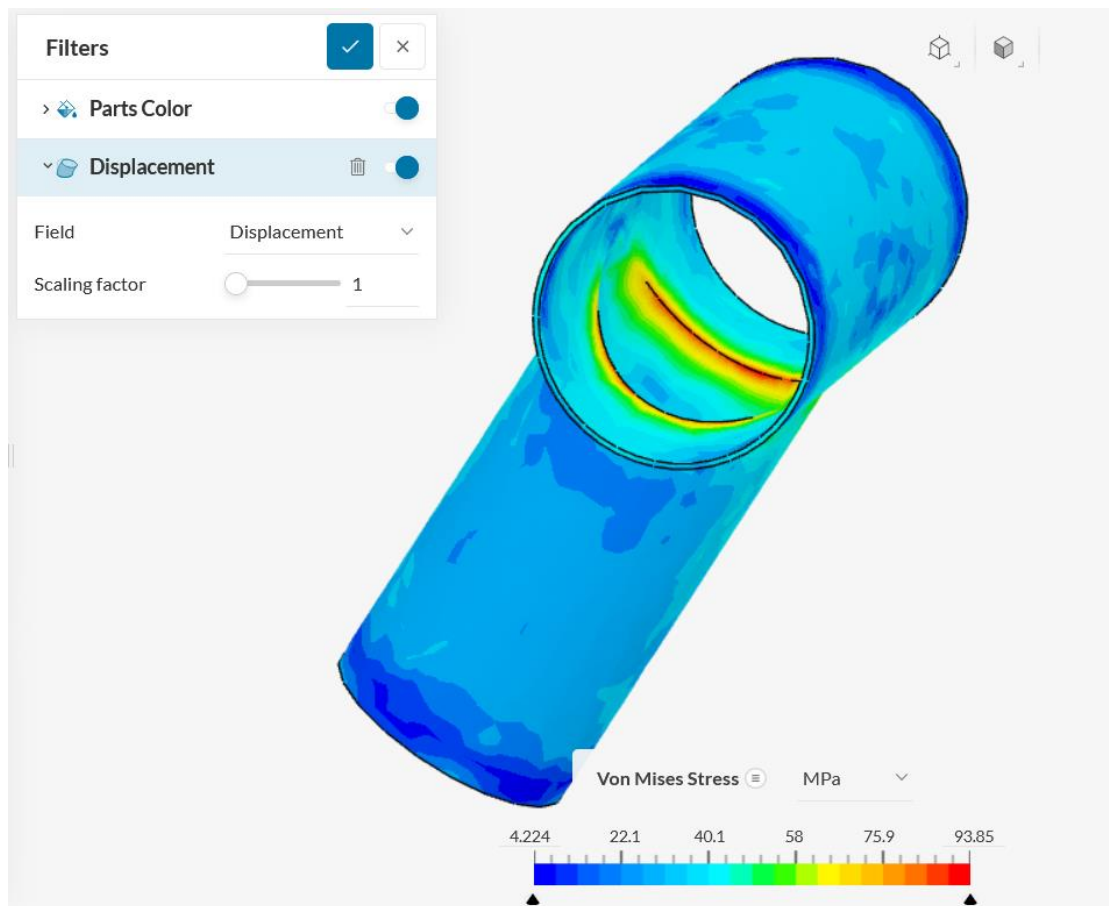 Filters
Parts Color
Displacement
Field Displacement
Scaling factor 1
Von Mises Stress MPa
4.224 22.1 40.1 58 75.9 93.85